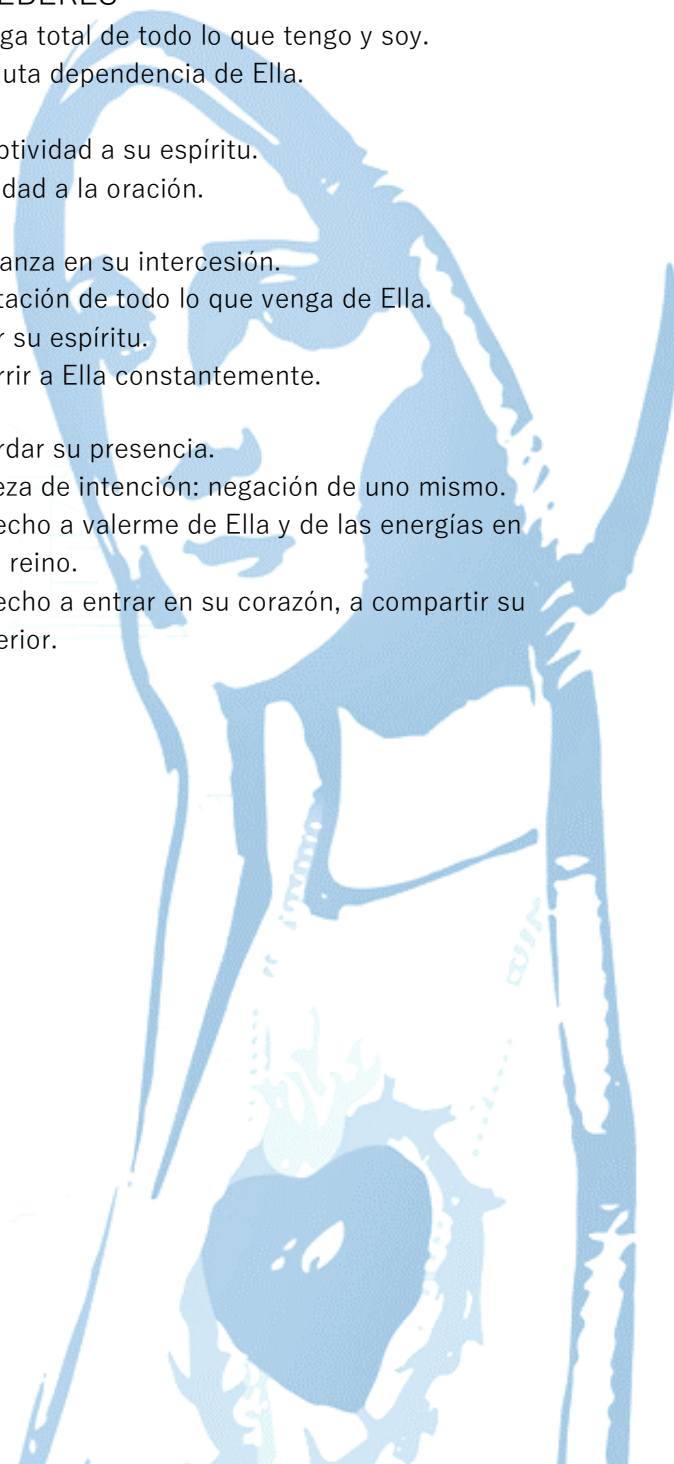 EBERES
ga total de todo lo que tengo y soy.
uta dependencia de Ella.
ptividad a su espíritu.
dad a la oración.
anza en su intercesión.
tación de todo lo que venga de Ella.
r su espíritu.
rrir a Ella constantemente.
rdar su presencia.
eza de intención: negación de uno mismo.
echo a valerme de Ella y de las energías en
reino.
echo a entrar en su corazón, a compartir su
erior.